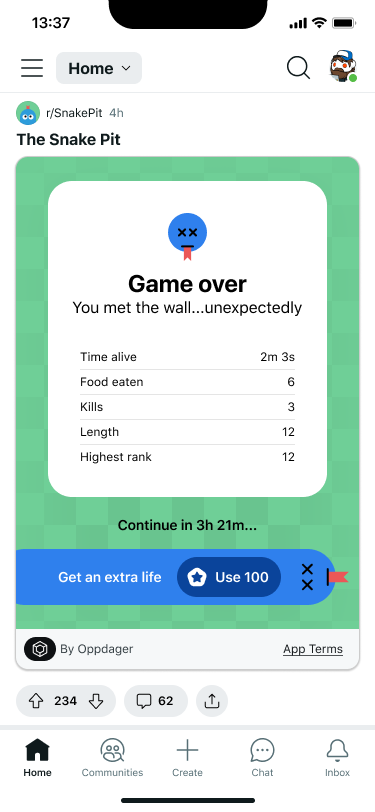 13:37
Home
r/SnakePit 4h
The Snake Pit
Game over
You met the wall...unexpectedly
Time alive 2m 3s
Food eaten 6
Kills 3
Length 12
Highest rank 12
Continue in 3h 21m...
Get an extra life Use 100
By Oppdager App Terms
234 62
Home Communities Create Chat Inbox